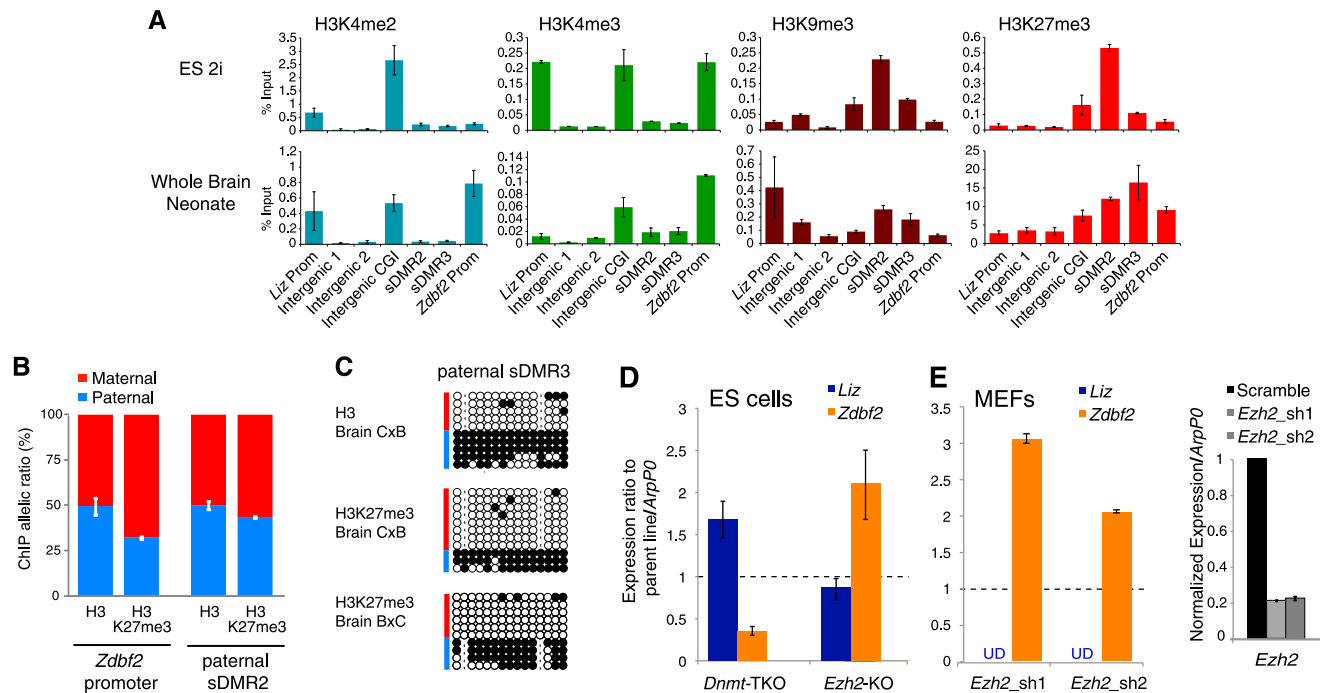 A
H3K4me2
H3K4me3
H3K9me3
H3K27me3
ES 2i
% Input
3.5
3
2.5
2
1.5
1
0.5
0
0.3
0.25
0.2
0.15
0.1
0.05
0
0.3
0.25
0.2
0.15
0.1
0.05
0
0.6
0.5
0.4
0.3
0.2
0.1
0
Whole Brain
Neonate
% Input
1.2
1
0.8
0.6
0.4
0.2
0
0.14
0.12
0.1
0.08
0.06
0.04
0.02
0
0.7
0.6
0.5
0.4
0.3
0.2
0.1
0
25
20
15
10
5
0
Liz Prom
Intergenic 1
Intergenic 2
Intergenic CGI
sDMR2
sDMR3
Zdbf2 Prom
Liz Prom
Intergenic 1
Intergenic 2
Intergenic CGI
sDMR2
sDMR3
Zdbf2 Prom
Liz Prom
Intergenic 1
Intergenic 2
Intergenic CGI
sDMR2
sDMR3
Zdbf2 Prom
Liz Prom
Intergenic 1
Intergenic 2
Intergenic CGI
sDMR2
sDMR3
Zdbf2 Prom
B
Maternal
Paternal
ChIP allelic ratio (%)
100
75
50
25
0
H3
H3
K27me3
H3
H3
K27me3
Zdbf2
promoter
paternal
sDMR2
C
paternal sDMR3
H3
Brain CxB
H3K27me3
Brain CxB
H3K27me3
Brain BxC
D
ES cells
Liz
Zdbf2
Expression ratio to
parent line/ArpP0
3
2.5
2
1.5
1
0.5
0
Dnmt-TKO
Ezh2-KO
E
MEFs
Liz
Zdbf2
3.5
3
2.5
2
1.5
1
0.5
0
UD
UD
Ezh2_sh1
Ezh2_sh2
Scramble
Ezh2_sh1
Ezh2_sh2
Normalized Expression/ArpP0
1
0.8
0.6
0.4
0.2
0
Ezh2